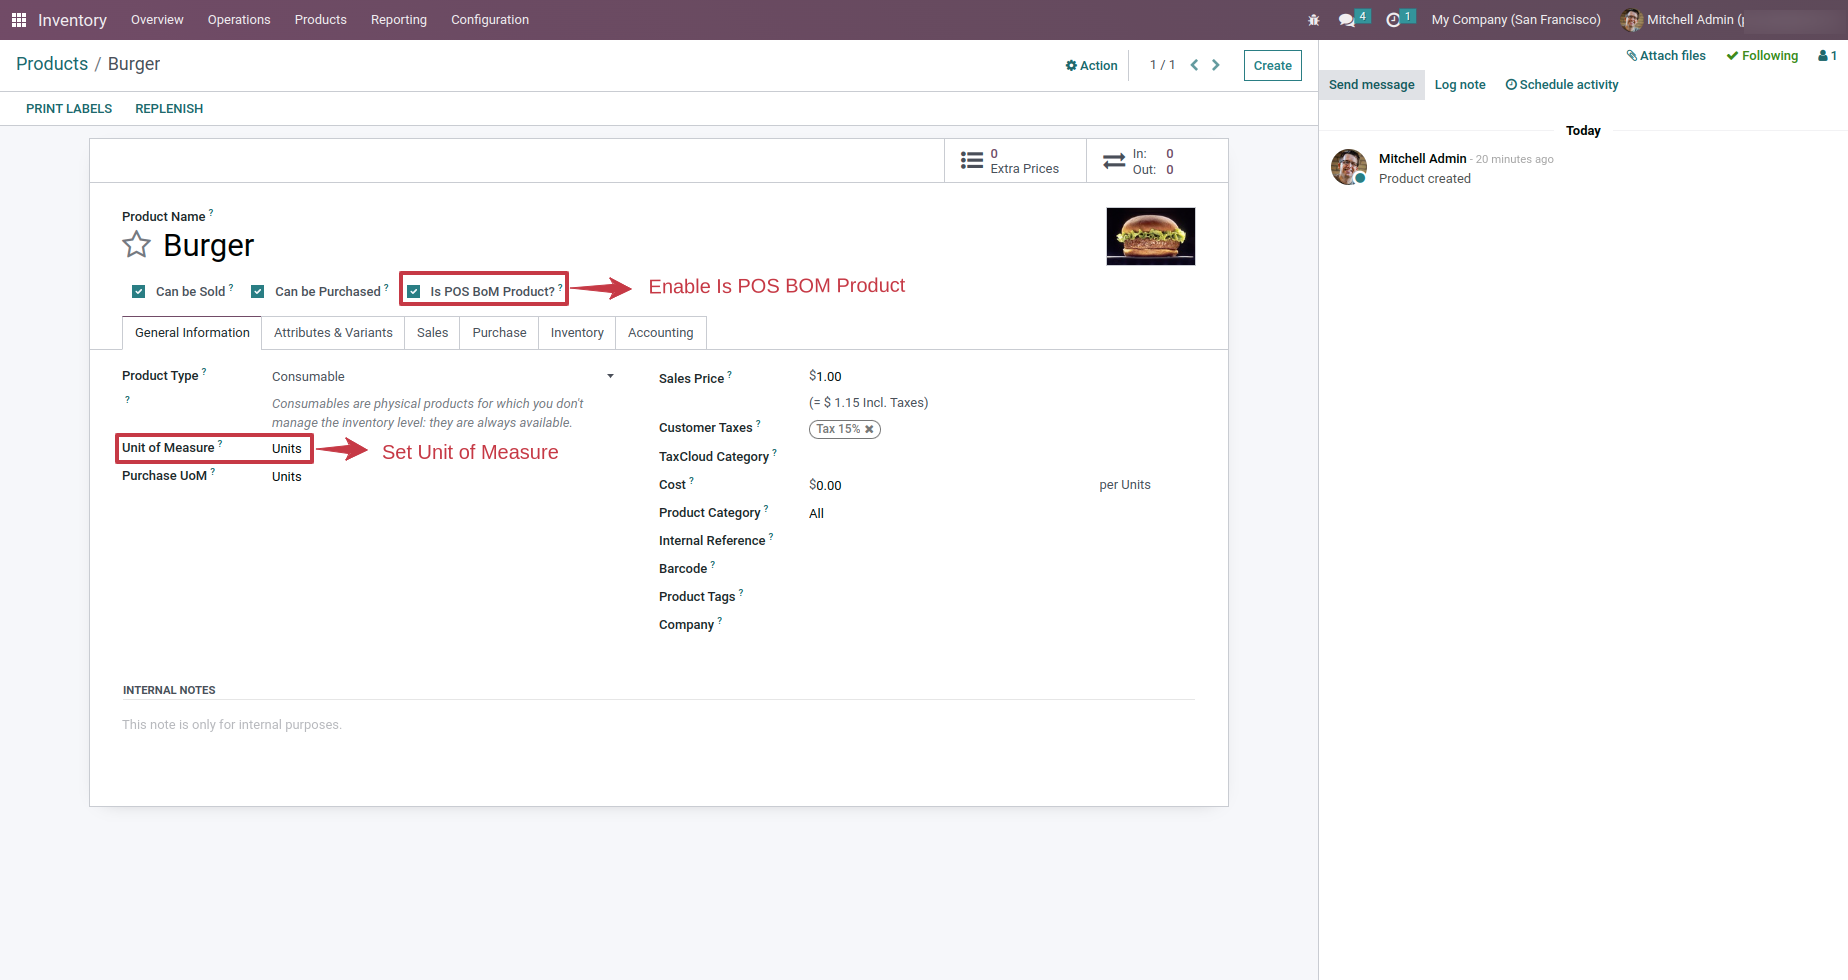 Inventory Overview Operations Products Reporting Configuration 4 1 My Company (San Francisco) Mitchell Admin (
Products / Burger Action 1 / 1 Create
PRINT LABELS REPLENISH
Attach files Following 1
Send message Log note Schedule activity
Today
Mitchell Admin - 20 minutes ago
Product created
0
Extra Prices
In: 0
Out: 0
Product Name ?
Burger
Can be Sold ? Can be Purchased ? Is POS BoM Product? ? Enable Is POS BOM Product
General Information Attributes & Variants Sales Purchase Inventory Accounting
Product Type ? Consumable
?
Consumables are physical products for which you don't
manage the inventory level: they are always available.
Unit of Measure ? Units Set Unit of Measure
Purchase UoM ? Units
Sales Price ? $1.00
(= $ 1.15 Incl. Taxes)
Customer Taxes ? Tax 15% ✖
TaxCloud Category ?
Cost ? $0.00 per Units
Product Category ? All
Internal Reference ?
Barcode ?
Product Tags ?
Company ?
INTERNAL NOTES
This note is only for internal purposes.